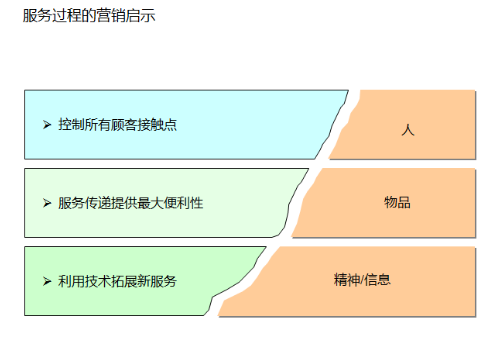 服务过程的营销启示
➢ 控制所有顾客接触点
人
➢ 服务传递提供最大便利性
物品
➢ 利用技术拓展新服务
精神/信息